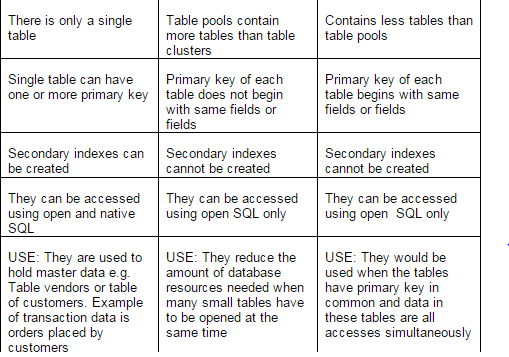 There is only a single
table
Table pools contain
more tables than table
clusters
Contains less tables than
table pools
Single table can have
one or more primary key
Primary key of each
table does not begin
with same fields or
fields
Primary key of each
table begins with same
fields or fields
Secondary indexes can
be created
Secondary indexes
cannot be created
Secondary indexes
cannot be created
They can be accessed
using open and native
SQL
They can be accessed
using open SQL only
They can be accessed
using open  SQL only
USE: They are used to
hold master data e.g.
Table vendors or table
of customers. Example
of transaction data is
orders placed by
customers
USE: They reduce the
amount of database
resources needed when
many small tables have
to be opened at the
same time
USE: They would be
used when the tables
have primary key in
common and data in
these tables are all
accesses simultaneously